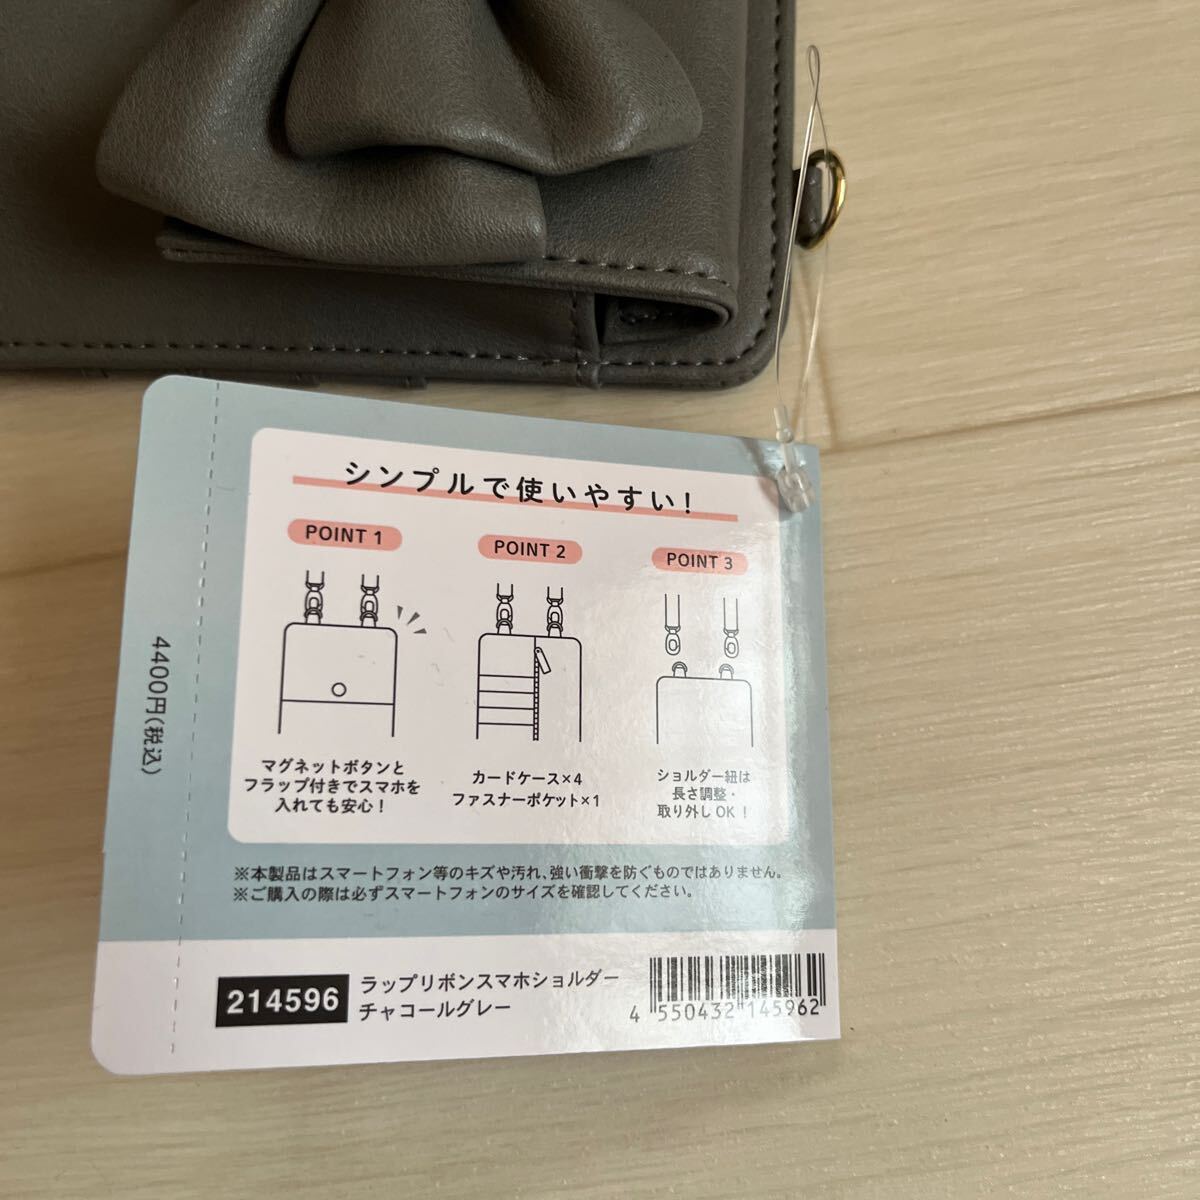 シンプルで使いやすい!
POINT 1
マグネットボタンと
フラップ付きでスマホを
入れても安心!
POINT 2
カードケース×4
ファスナーポケット×1
POINT 3
ショルダー紐は
長さ調整・
取り外しOK!
※本製品はスマートフォン等のキズや汚れ、強い衝撃を防ぐものではありません。
※ご購入の際は必ずスマートフォンのサイズを確認してください。
4400円(税込)
214596
ラップリボンスマホショルダー
チャコールグレー
4 550432 145962